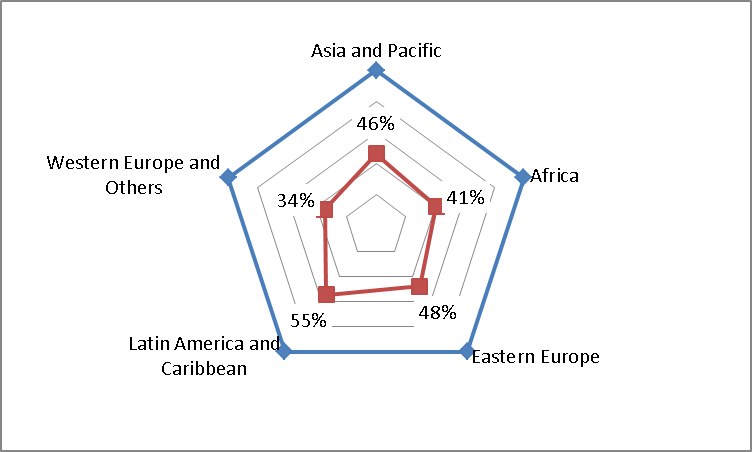 Asia and Pacific
46%
Western Europe and
Others
34%
41%
Africa
55%
48%
Latin America and
Caribbean
Eastern Europe